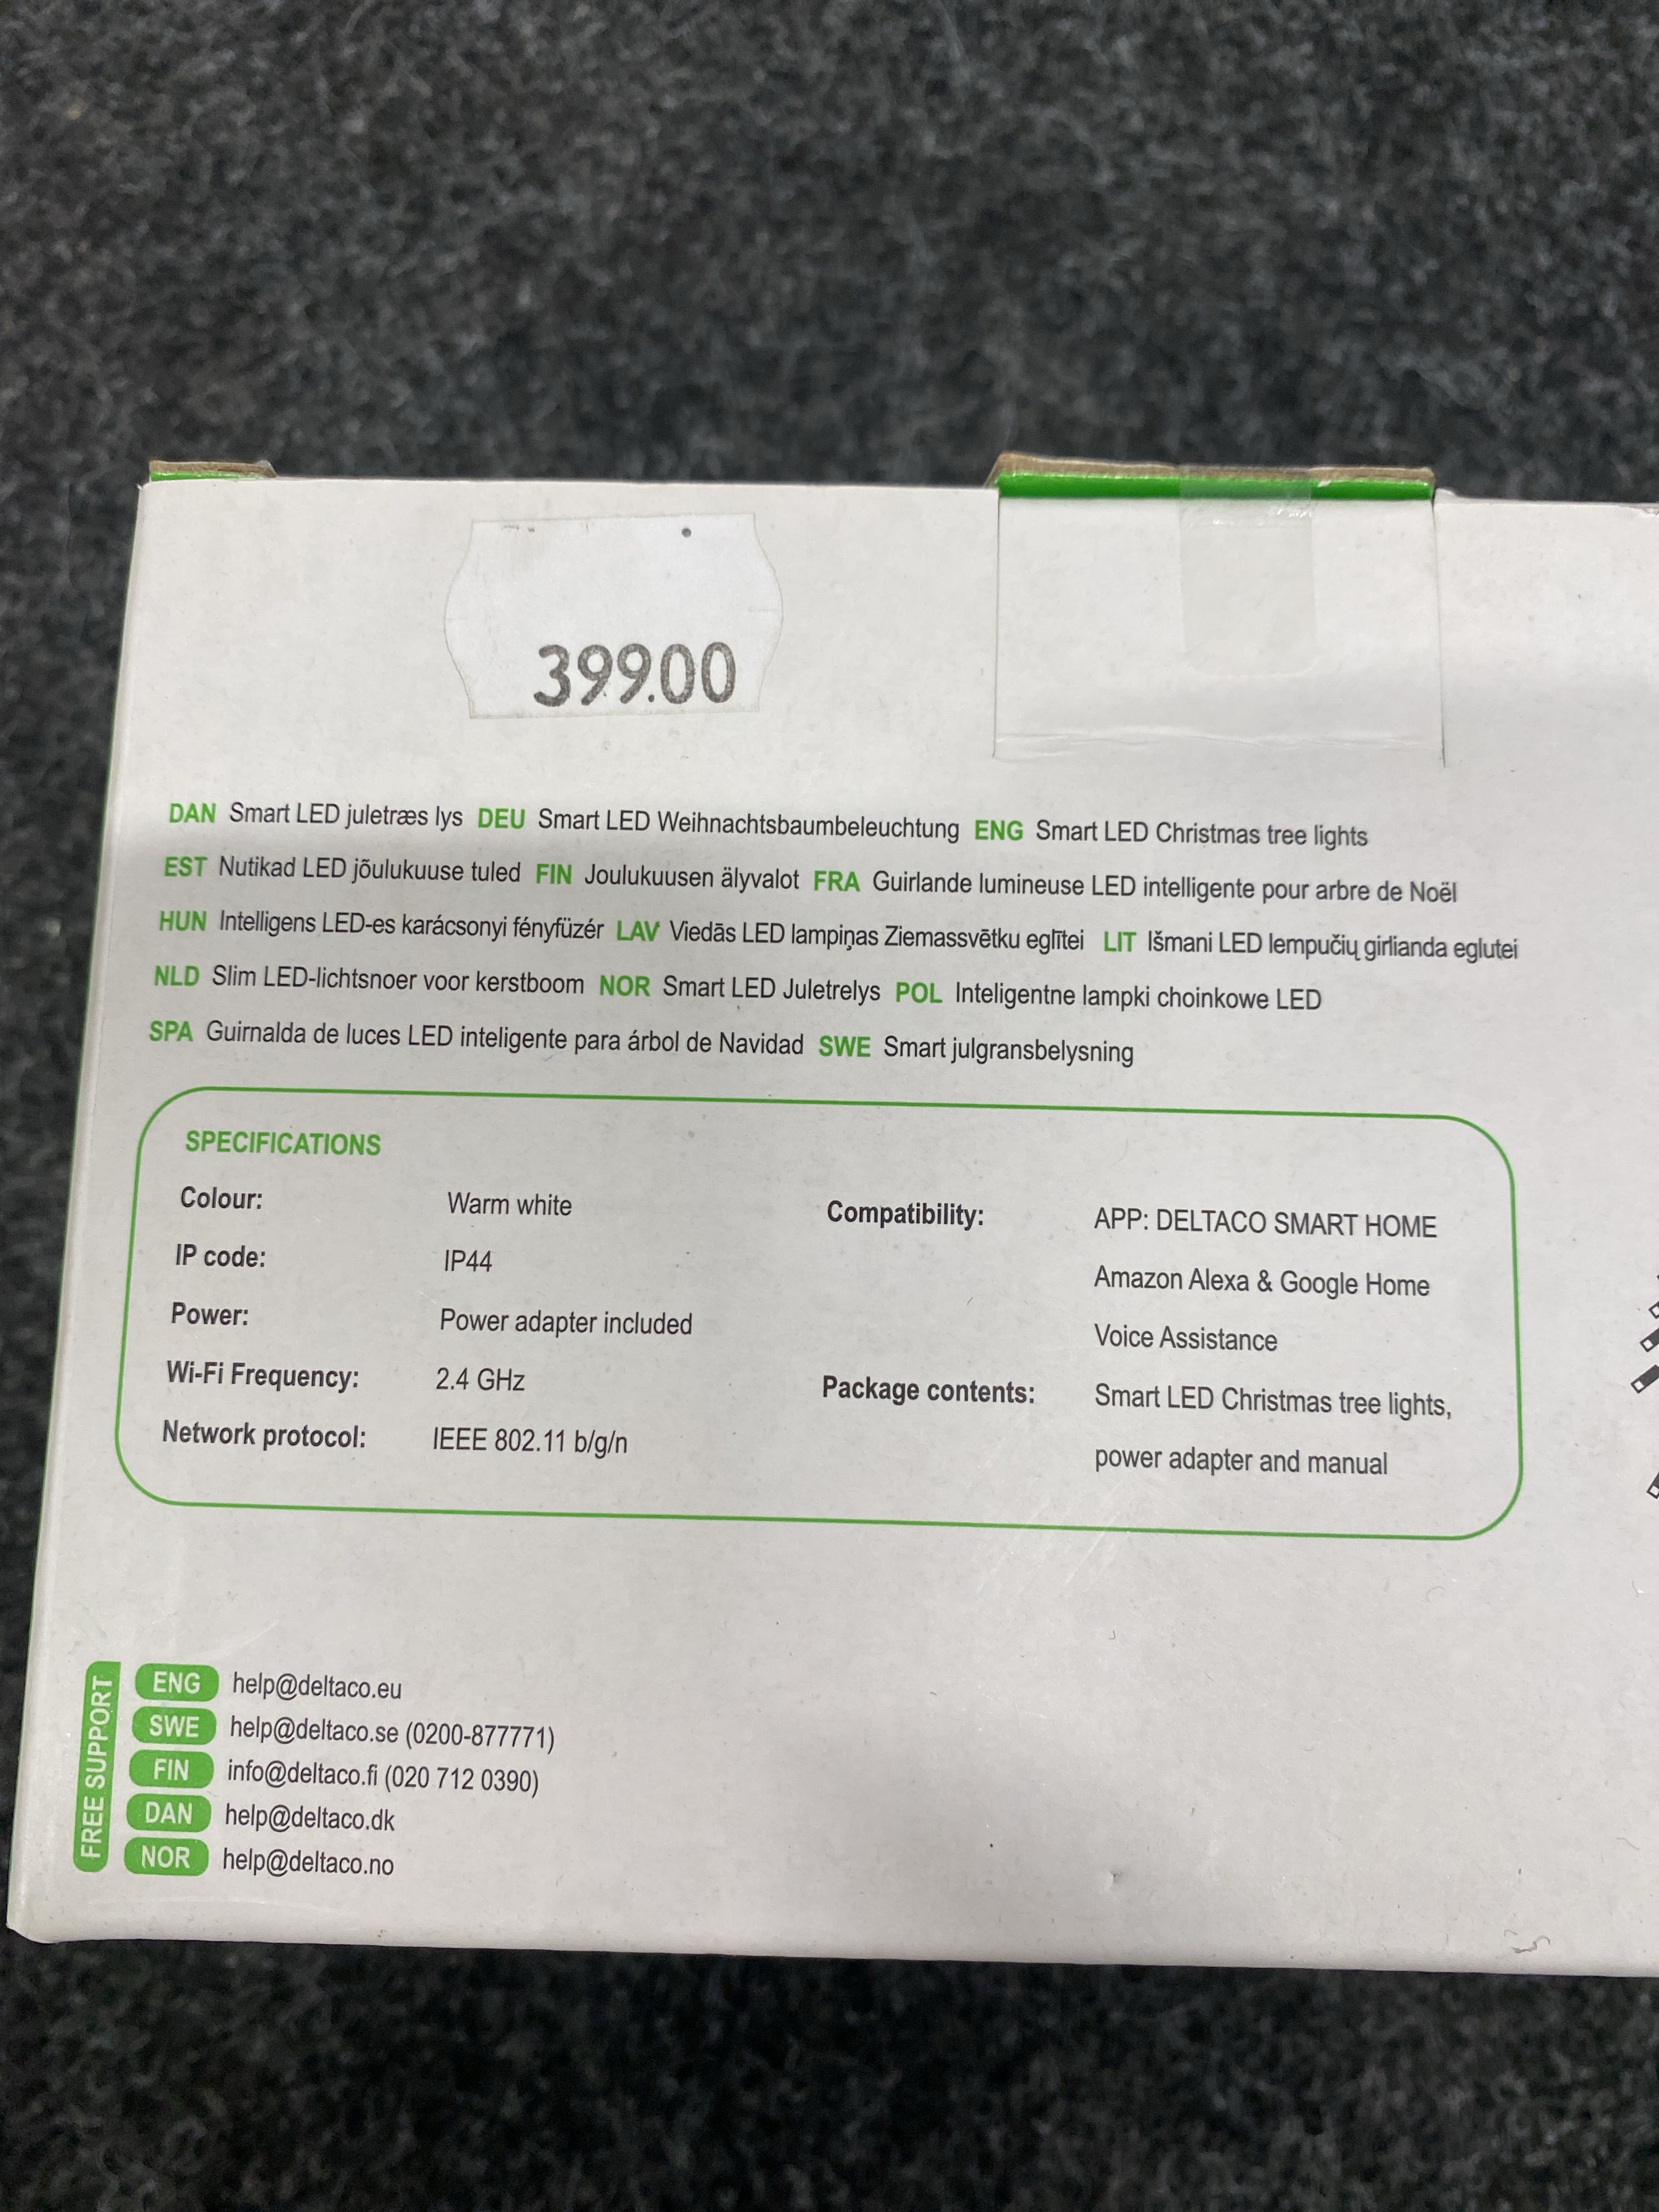 399.00
DAN Smart LED juletræs lys DEU Smart LED Weihnachtsbaumbeleuchtung ENG Smart LED Christmas tree lights
EST Nutikad LED jõulukuuse tuled FIN Joulukuusen älyvalot FRA Guirlande lumineuse LED intelligente pour arbre de Noël
HUN Intelligens LED-es karácsonyi fényfüzér LAV Viedās LED lampiņas Ziemassvētku eglītei LIT Išmani LED lempučių girlianda eglutei
NLD Slim LED-lichtsnoer voor kerstboom NOR Smart LED Juletrelys POL Inteligentne lampki choinkowe LED
SPA Guirnalda de luces LED inteligente para árbol de Navidad SWE Smart julgransbelysning
SPECIFICATIONS
Colour: Warm white
IP code: IP44
Power: Power adapter included
Wi-Fi Frequency: 2.4 GHz
Network protocol: IEEE 802.11 b/g/n
Compatibility: APP: DELTACO SMART HOME
Amazon Alexa & Google Home
Voice Assistance
Package contents: Smart LED Christmas tree lights,
power adapter and manual
FREE SUPPORT
ENG help@deltaco.eu
SWE help@deltaco.se (0200-877771)
FIN info@deltaco.fi (020 712 0390)
DAN help@deltaco.dk
NOR help@deltaco.no